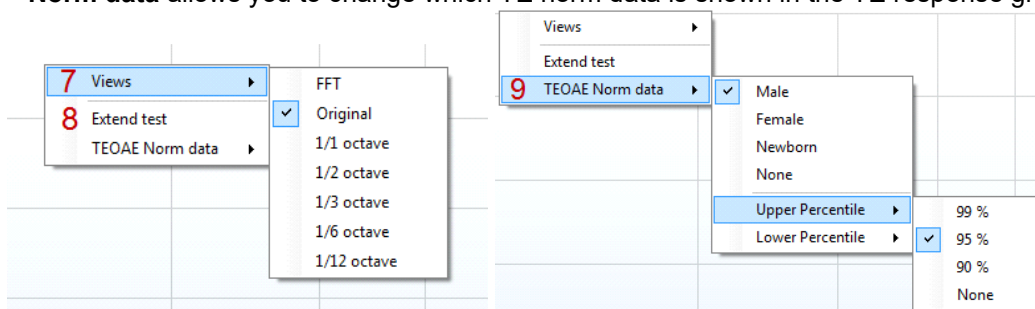 Norm data allows you to change which TE norm data is shown in the TE response
7 Views
8 Extend test
TEOAE Norm data
FFT
Original
1/1 octave
1/2 octave
1/3 octave
1/6 octave
1/12 octave
Views
Extend test
9 TEOAE Norm data
Male
Female
Newborn
None
Upper Percentile
Lower Percentile
99 %
95 %
90 %
None